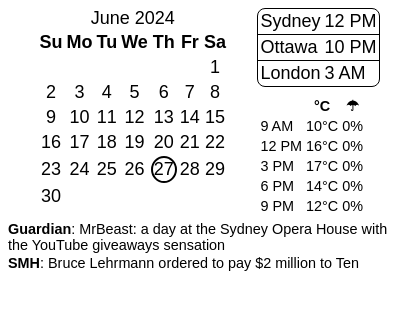 June 2024
Su Mo Tu We Th Fr Sa
1
2 3 4 5 6 7 8
9 10 11 12 13 14 15
16 17 18 19 20 21 22
23 24 25 26 27 28 29
30
Sydney 12 PM
Ottawa 10 PM
London 3 AM
°C ☂
9 AM 10°C 0%
12 PM 16°C 0%
3 PM 17°C 0%
6 PM 14°C 0%
9 PM 12°C 0%
Guardian: MrBeast: a day at the Sydney Opera House with
the YouTube giveaways sensation
SMH: Bruce Lehrmann ordered to pay $2 million to Ten